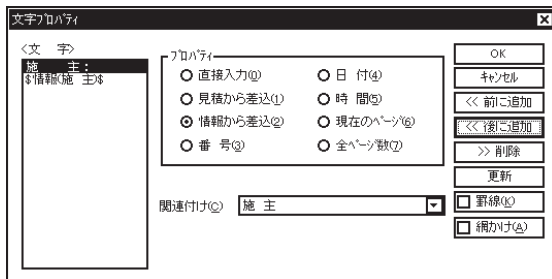 文字ﾌﾟﾛﾊﾟﾃｨ
<文　字>
施　　主：
$情報(施　主)$
ﾌﾟﾛﾊﾟﾃｨ
直接入力(0)
見積から差込(1)
情報から差込(2)
番　号(3)
日　付(4)
時　間(5)
現在のﾍﾟｰｼﾞ(6)
全ﾍﾟｰｼﾞ数(7)
関連付け(C)
施　主
OK
ｷｬﾝｾﾙ
<< 前に追加
<< 後に追加
>> 削除
更新
罫線(K)
網かけ(A)